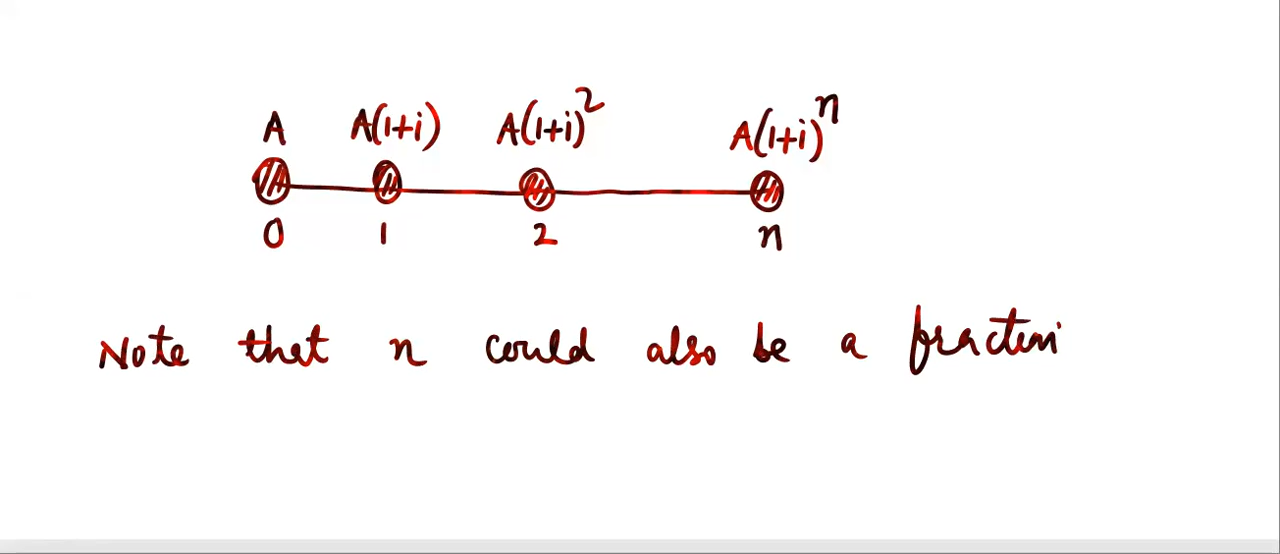 A A(1+i) A(1+i)² A(1+i)ⁿ
0 1 2 n
Note that n could also be a fraction